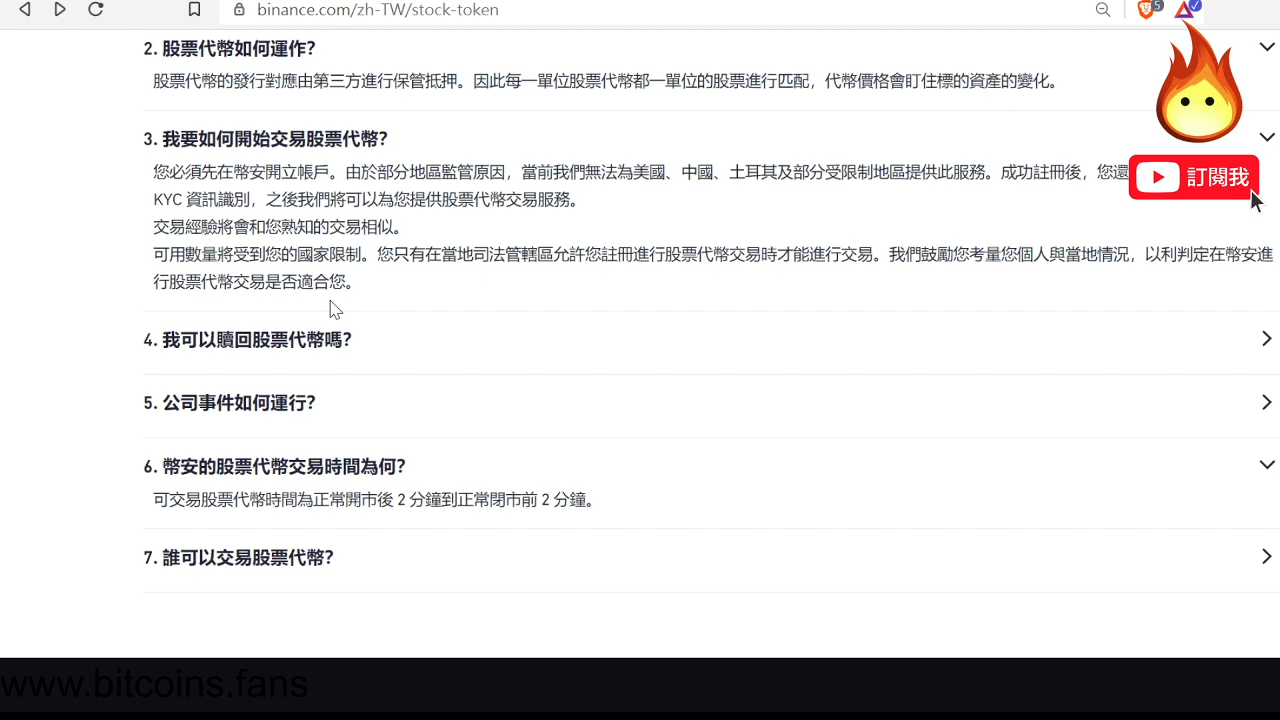 binance.com/zh-TW/stock-token
5
2. 股票代幣如何運作?
股票代幣的發行對應由第三方進行保管抵押。因此每一單位股票代幣都一單位的股票進行匹配，代幣價格會盯住標的資產的變化。
3. 我要如何開始交易股票代幣?
您必須先在幣安開立帳戶。由於部分地區監管原因，當前我們無法為美國、中國、土耳其及部分受限制地區提供此服務。成功註冊後，您還
訂閱我
KYC 資訊識別，之後我們將可以為您提供股票代幣交易服務。
交易經驗將會和您熟知的交易相似。
可用數量將受到您的國家限制。您只有在當地司法管轄區允許您註冊進行股票代幣交易時才能進行交易。我們鼓勵您考量您個人與當地情況，以利判定在幣安進
行股票代幣交易是否適合您。
4. 我可以贖回股票代幣嗎?
5. 公司事件如何運行?
6. 幣安的股票代幣交易時間為何?
可交易股票代幣時間為正常開市後 2 分鐘到正常閉市前 2 分鐘。
7. 誰可以交易股票代幣?
www.bitcoins.fans